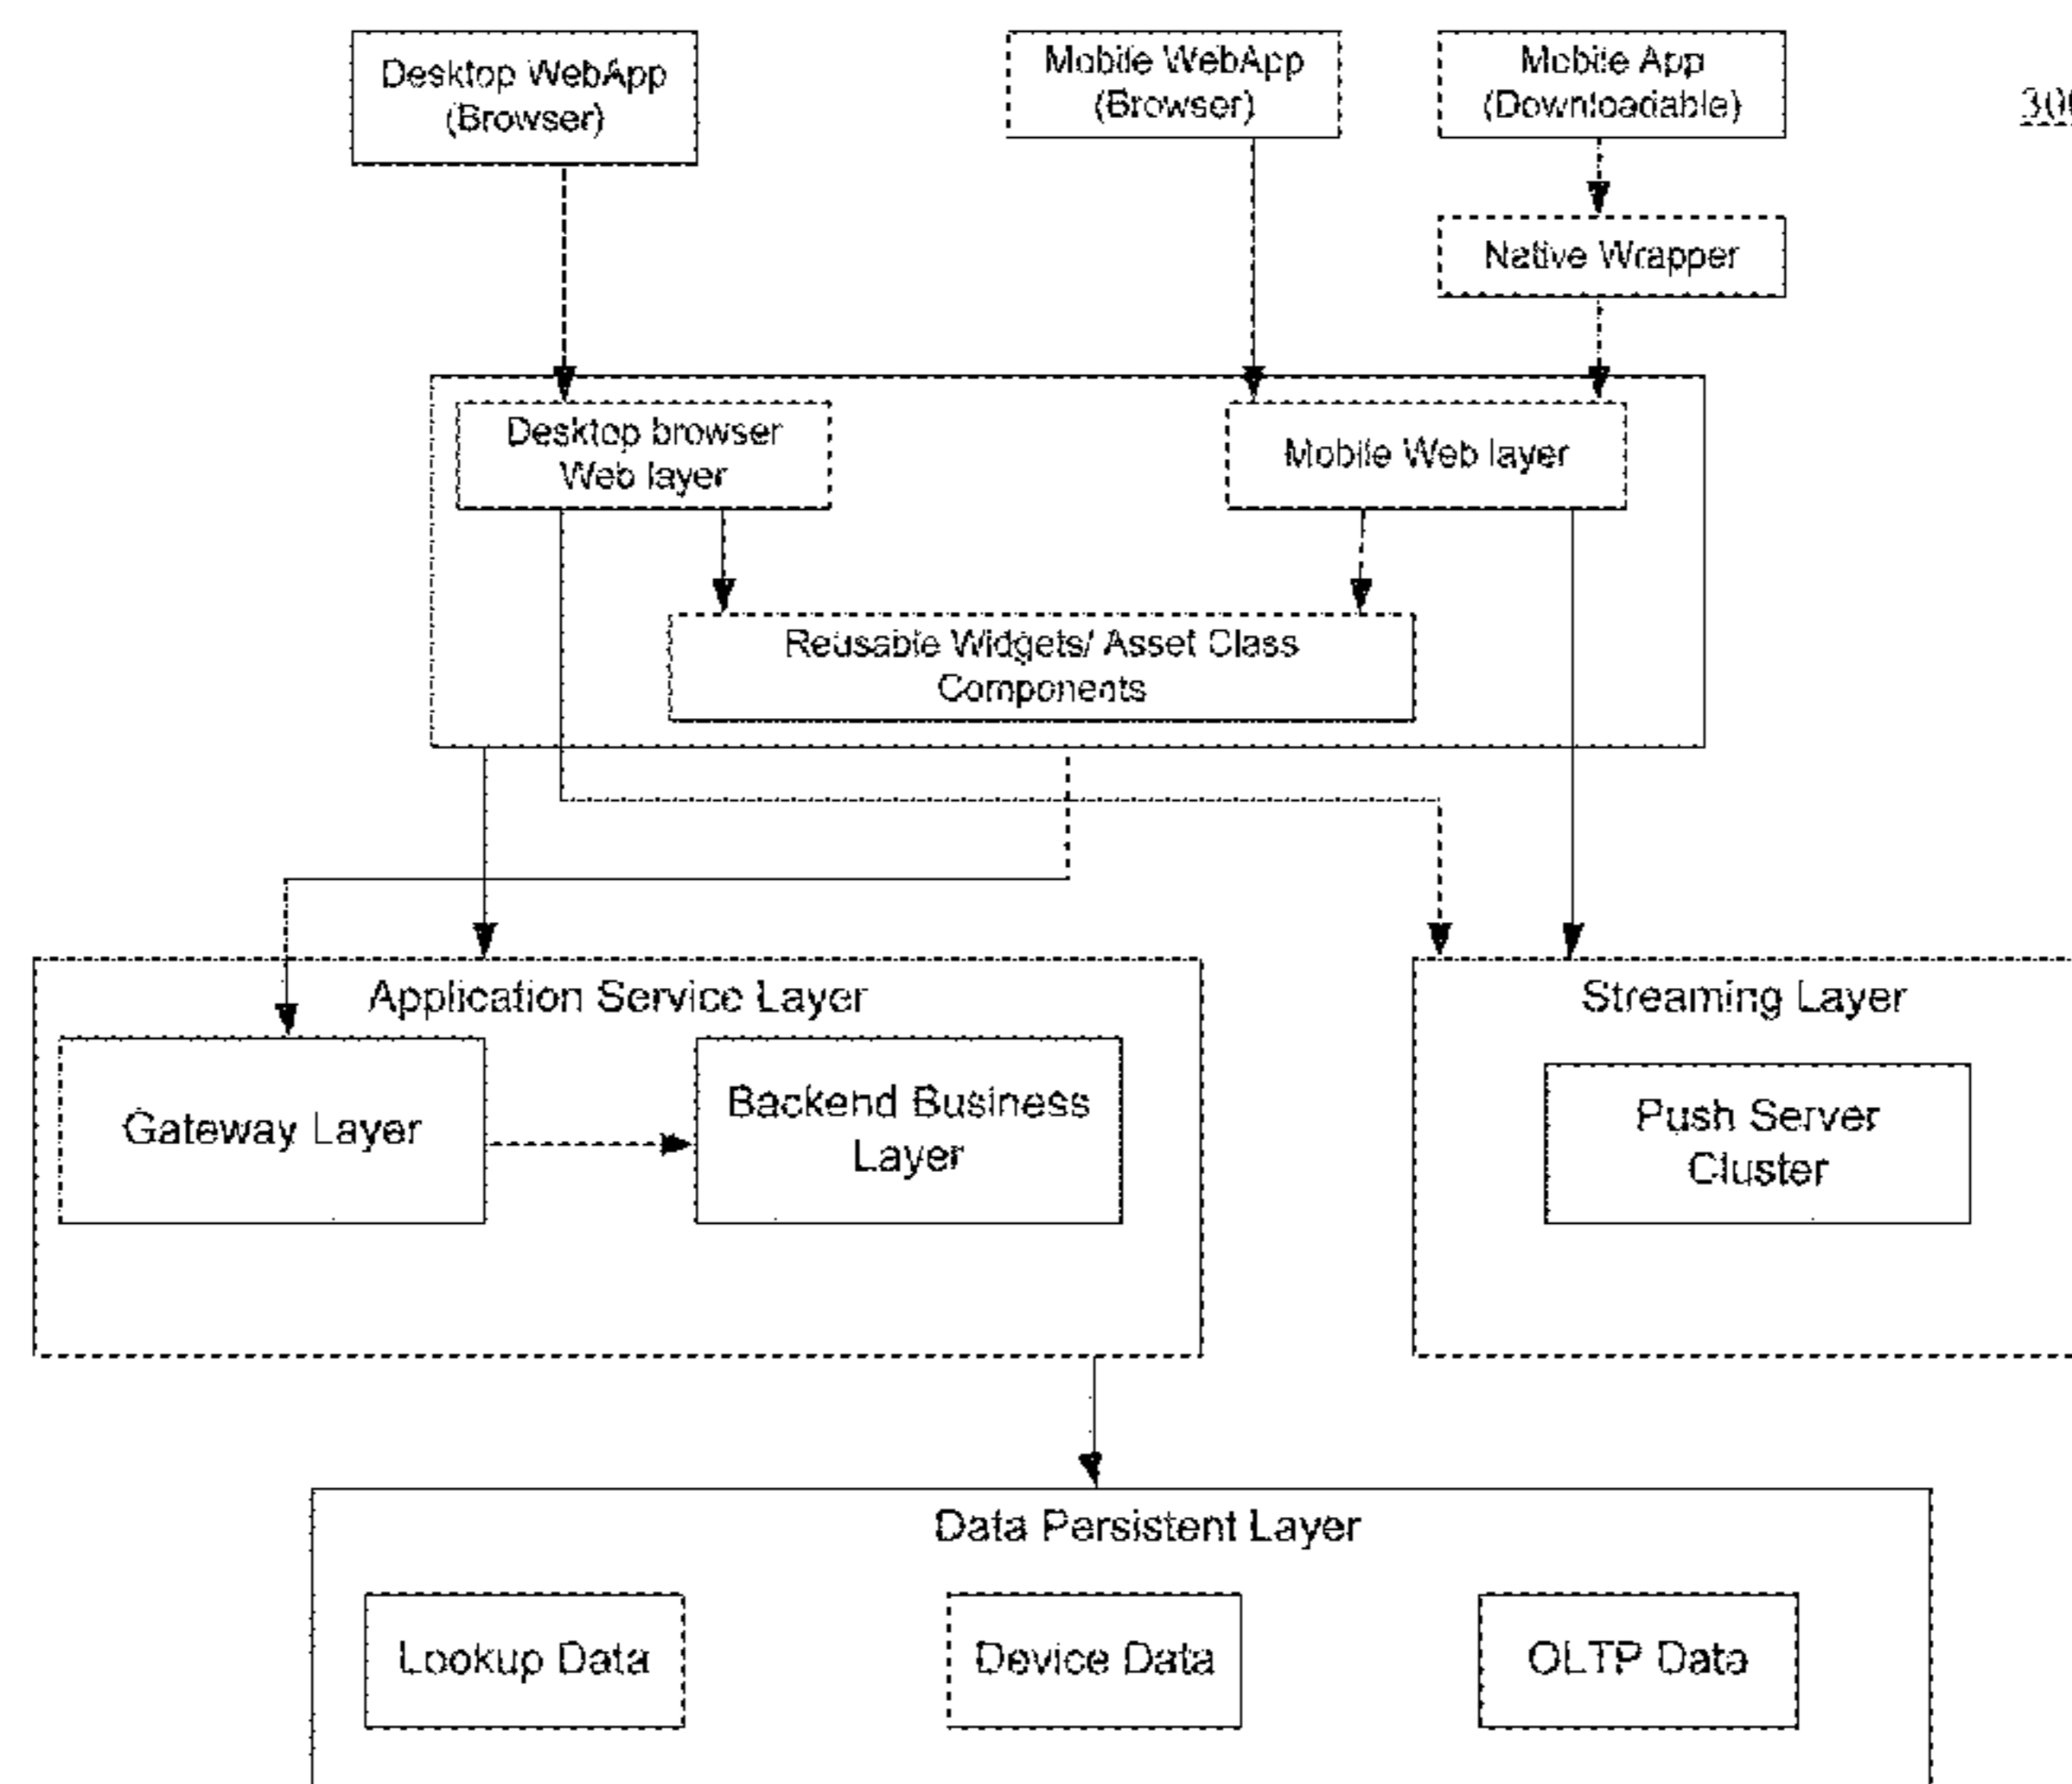 Desktop WebApp
(Browser)
Mobile WebApp
(Browser)
Mobile App
(Downloadable)
Native Wrapper
Desktop browser
Web layer
Mobile Web layer
Reusable Widgets/ Asset Class
Components
Application Service Layer
Gateway Layer
Backend Business
Layer
Streaming Layer
Push Server
Cluster
Data Persistent Layer
Lookup Data
Device Data
OLTP Data